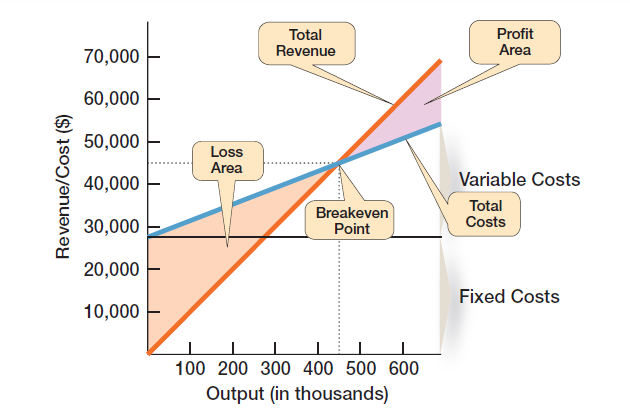 Total
Revenue
Profit
Area
70,000
60,000
50,000
40,000
30,000
20,000
10,000
Revenue/Cost ($)
Loss
Area
Breakeven
Point
Variable Costs
Total
Costs
Fixed Costs
100 200 300 400 500 600
Output (in thousands)